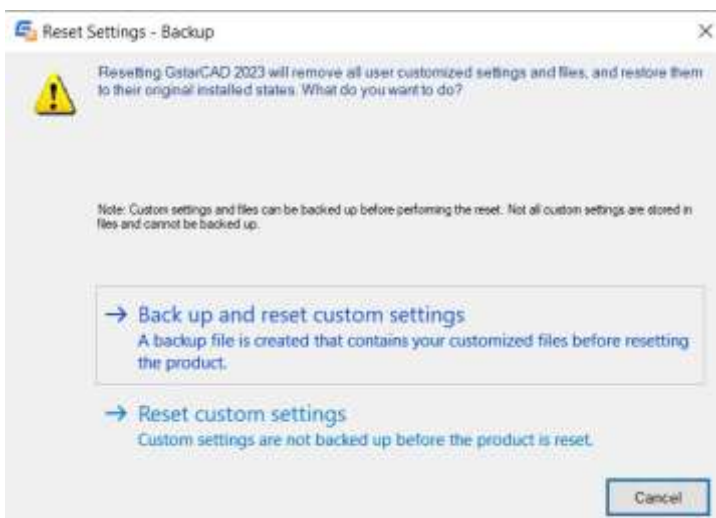 Reset Settings - Backup
Resetting GstarCAD 2023 will remove all user customized settings and files, and restore them
to their original installed states. What do you want to do?
Note: Custom settings and files can be backed up before performing the reset. Not all custom settings are stored in
files and cannot be backed up.
→ Back up and reset custom settings
A backup file is created that contains your customized files before resetting
the product.
→ Reset custom settings
Custom settings are not backed up before the product is reset.
Cancel